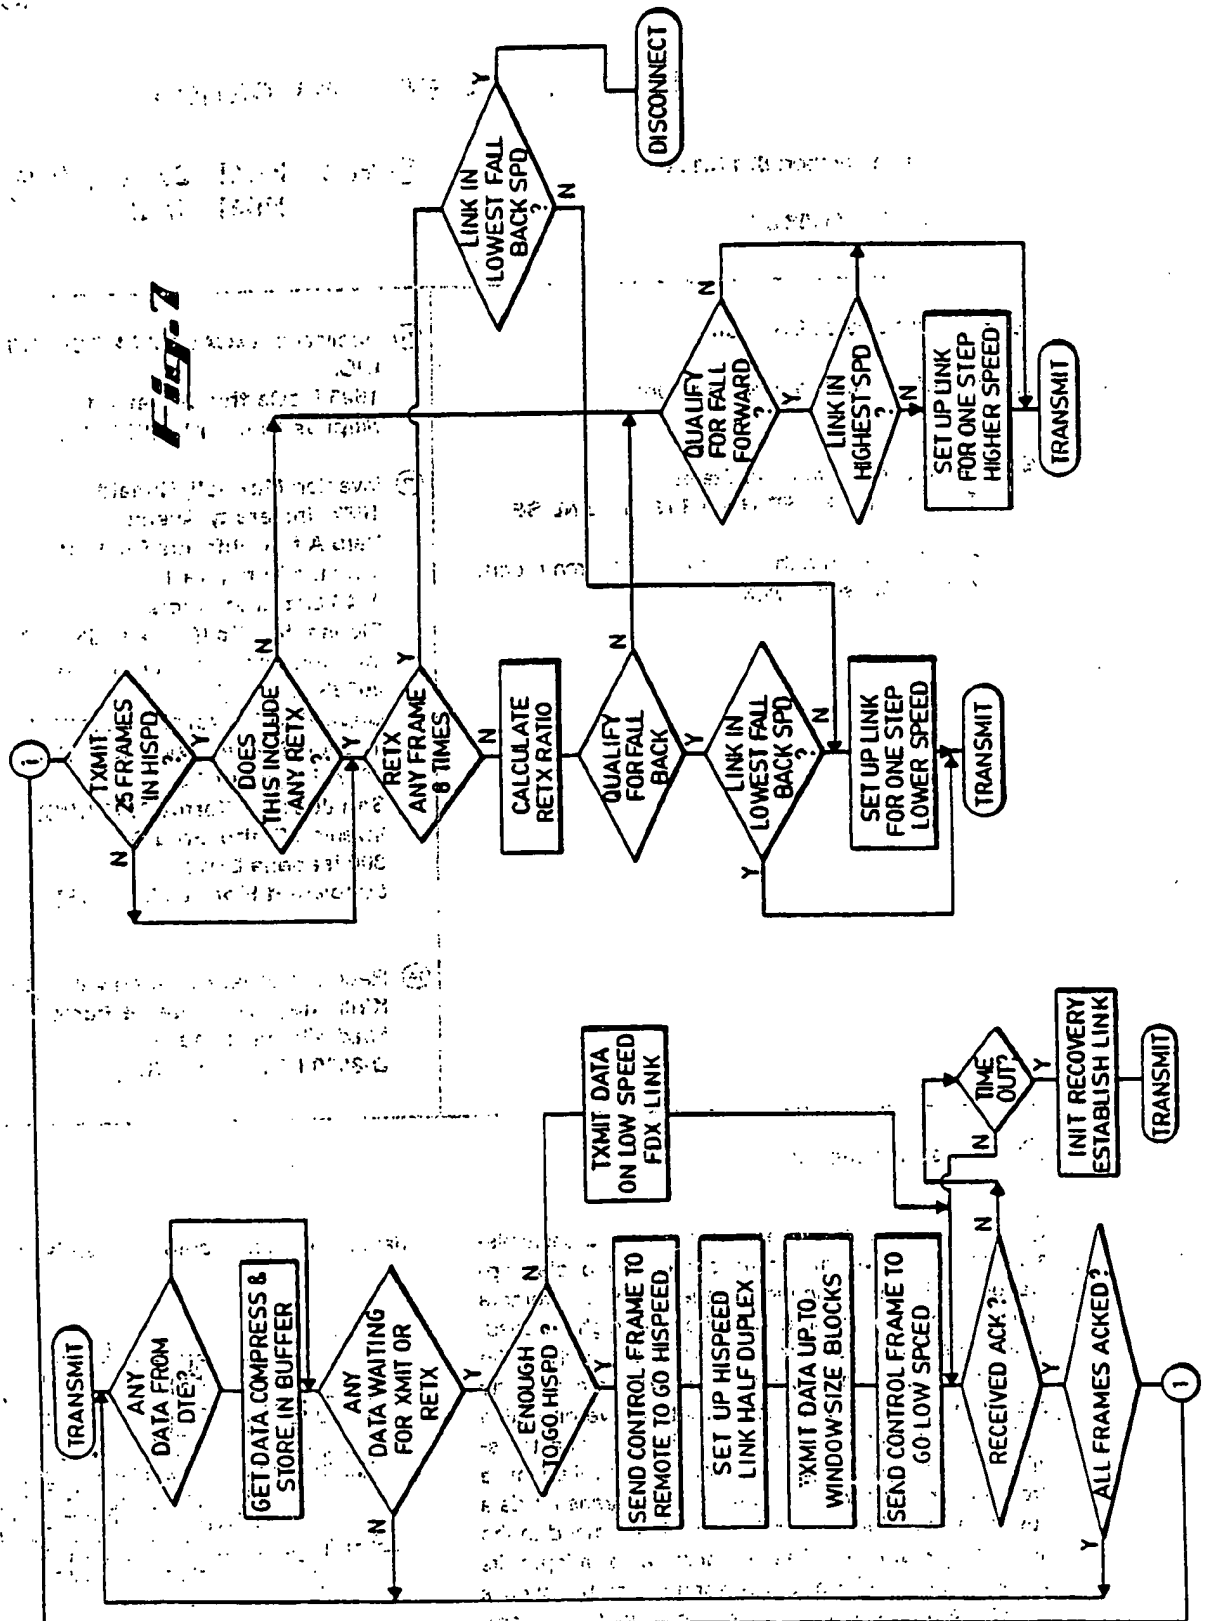 Fig-7
TRANSMIT
ANY
DATA FROM
DTE?
GET DATA COMPRESS &
STORE IN BUFFER
ANY
DATA WAITING
FOR XMIT OR
RETX
N
Y
ENOUGH
TO GO HISPD ?
N
Y
TXMIT DATA
ON LOW SPEED
FDX LINK
SEND CONTROL FRAME TO
REMOTE TO GO HISPEED
SET UP HISPEED
LINK HALF DUPLEX
TXMIT DATA UP TO
WINDOW SIZE BLOCKS
SEND CONTROL FRAME TO
GO LOW SPCED
RECEIVED ACK?
N
Y
TIME
OUT?
N
Y
INIT RECOVERY
ESTABLISH LINK
TRANSMIT
ALL FRAMES ACKED?
Y
1
1
TXMIT
25 FRAMES
IN HISPD
?
N
Y
DOES
THIS INCLUDE
ANY RETX
?
N
Y
RETX
ANY FRAME
8 TIMES
Y
N
CALCULATE
RETX RATIO
QUALIFY
FOR FALL
BACK
N
Y
LINK IN
LOWEST FALL
BACK SPD
?
Y
N
SET UP LINK
FOR ONE STEP
LOWER SPEED
TRANSMIT
LINK IN
LOWEST FALL
BACK SPD
?
Y
N
DISCONNECT
QUALIFY
FOR FALL
FORWARD
?
N
Y
LINK IN
HIGHEST SPD
?
N
SET UP LINK
FOR ONE STEP
HIGHER SPEED
TRANSMIT